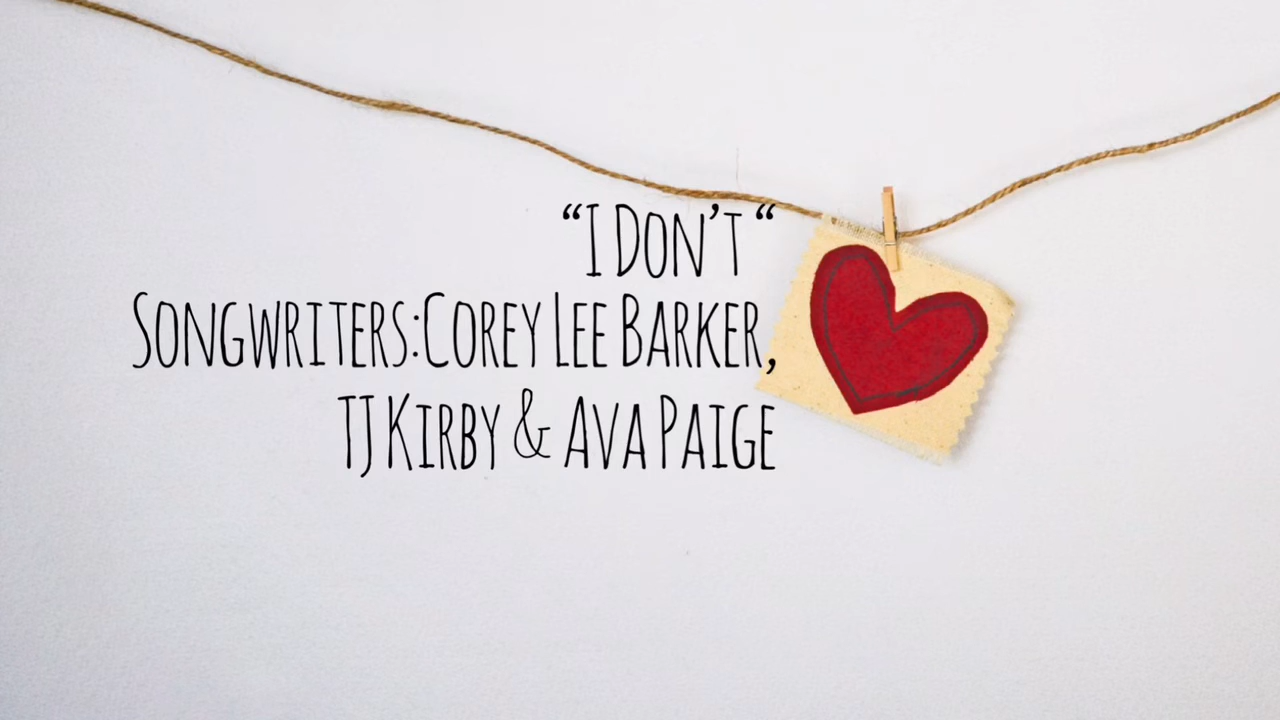 “I Don’t “
Songwriters:Corey Lee Barker,
TJ Kirby & Ava Paige